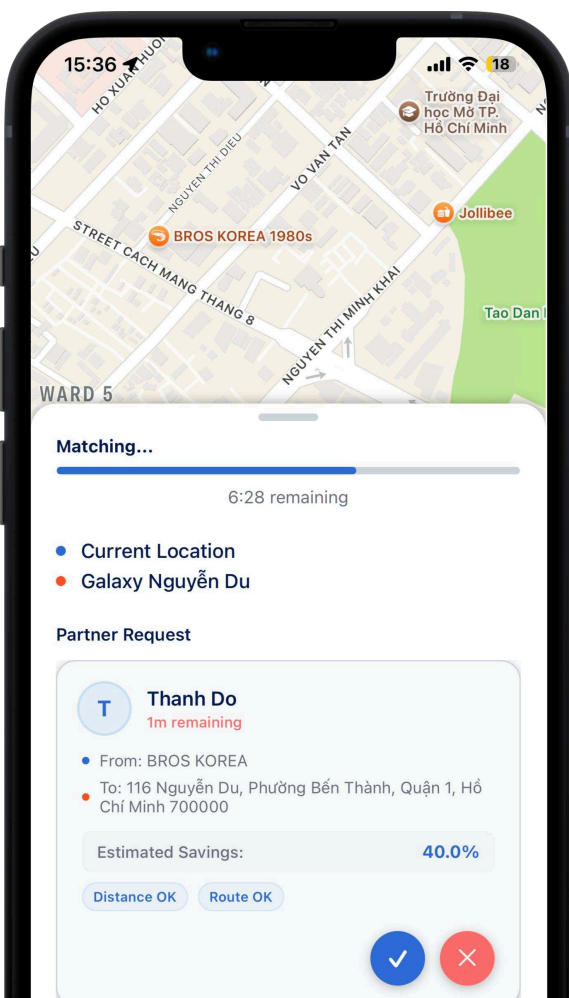 15:36
18
HO XUAN HUO
Trường Đại
học Mở TP.
Hồ Chí Minh
NGUYEN THI DIEU
VO VAN TAN
Jollibee
BROS KOREA 1980s
STREET CACH MANG THANG 8
NGUYEN THI MINH KHAI
Tao Dan
WARD 5
Matching...
6:28 remaining
Current Location
Galaxy Nguyễn Du
Partner Request
T
Thanh Do
1m remaining
From: BROS KOREA
To: 116 Nguyễn Du, Phường Bến Thành, Quận 1, Hồ
Chí Minh 700000
Estimated Savings:
40.0%
Distance OK
Route OK